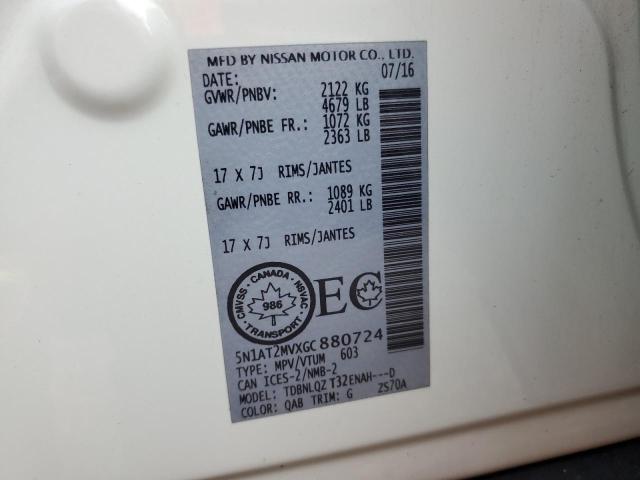 MFD BY NISSAN MOTOR CO., LTD.
DATE: 07/16
GVWR/PNBV: 2122 KG
4679 LB
GAWR/PNBE FR.: 1072 KG
2363 LB
17 X 7J RIMS/JANTES
GAWR/PNBE RR.: 1089 KG
2401 LB
17 X 7J RIMS/JANTES
CANADA
CMVSS · NSVAC
986
TRANSPORT
EC
5N1AT2MVXGC880724
TYPE: MPV/VTUM 603
CAN ICES-2/NMB-2
MODEL: TDBNLQZ T32ENAH---D
COLOR: QAB TRIM: G ZS70A